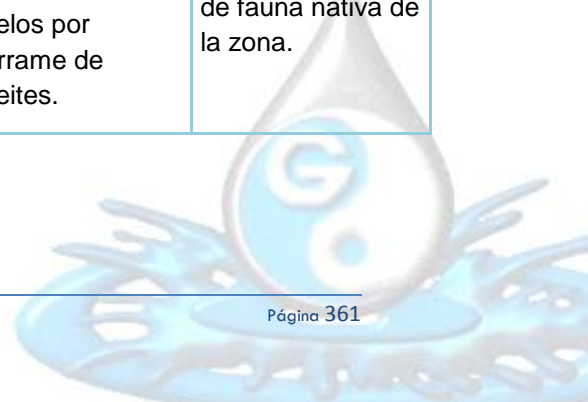 elos por
rrame de
eites.
de fauna nativa de
la zona.
G
Página 361